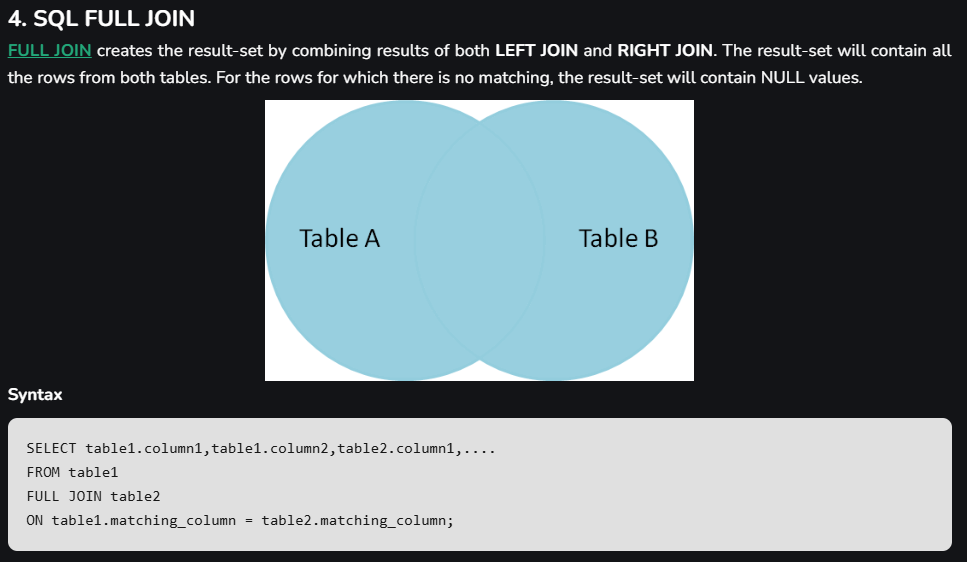 4. SQL FULL JOIN
FULL JOIN creates the result-set by combining results of both LEFT JOIN and RIGHT JOIN. The result-set will contain all
the rows from both tables. For the rows for which there is no matching, the result-set will contain NULL values.
Table A
Table B
Syntax
SELECT table1.column1,table1.column2,table2.column1,....
FROM table1
FULL JOIN table2
ON table1.matching_column = table2.matching_column;